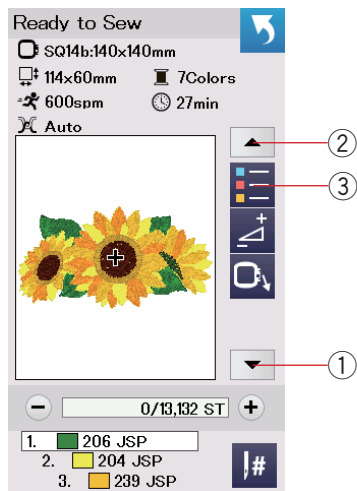 Ready to Sew
SQ14b:140x140mm
114x60mm 7Colors
600spm 27min
Auto
②
③
①
0/13,132 ST
1. 206 JSP
2. 204 JSP
3. 239 JSP
#